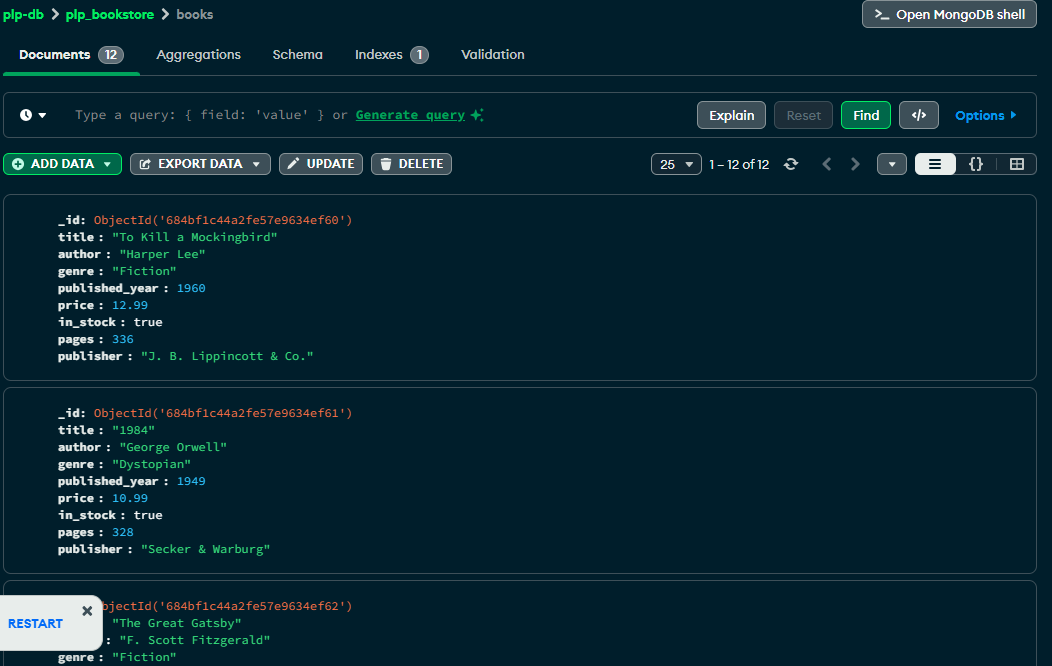 plp-db > plp_bookstore > books
>_ Open MongoDB shell
Documents 12 Aggregations Schema Indexes 1 Validation
Type a query: { field: 'value' } or Generate query
Explain Reset Find </> Options
ADD DATA EXPORT DATA UPDATE DELETE
25 1 – 12 of 12 {}
_id: ObjectId('684bf1c44a2fe57e9634ef60')
title : "To Kill a Mockingbird"
author : "Harper Lee"
genre : "Fiction"
published_year : 1960
price : 12.99
in_stock : true
pages : 336
publisher : "J. B. Lippincott & Co."
_id: ObjectId('684bf1c44a2fe57e9634ef61')
title : "1984"
author : "George Orwell"
genre : "Dystopian"
published_year : 1949
price : 10.99
in_stock : true
pages : 328
publisher : "Secker & Warburg"
bjectId('684bf1c44a2fe57e9634ef62')
"The Great Gatsby"
RESTART
: "F. Scott Fitzgerald"
genre : "Fiction"